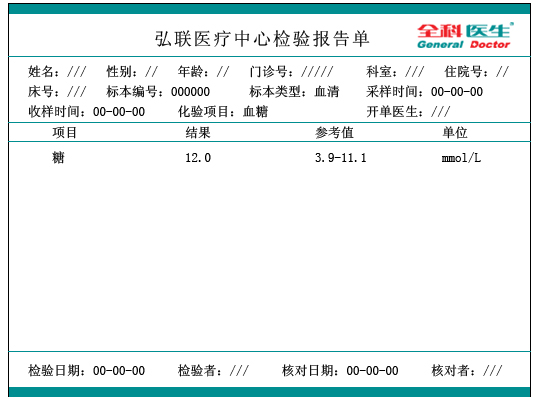 弘联医疗中心检验报告单
全科医生®
General Doctor
姓名：/// 性别：// 年龄：// 门诊号：///// 科室：/// 住院号：//
床号：/// 标本编号：000000 标本类型：血清 采样时间：00-00-00
收样时间：00-00-00 化验项目：血糖 开单医生：///
项目 结果 参考值 单位
糖 12.0 3.9-11.1 mmol/L
检验日期：00-00-00 检验者：/// 核对日期：00-00-00 核对者：///